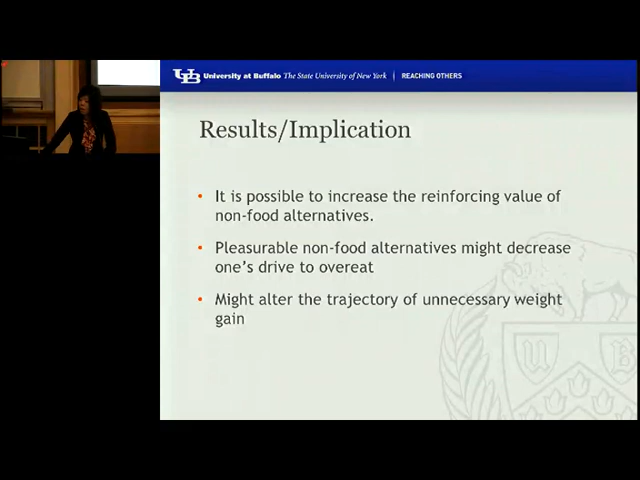 UB University at Buffalo The State University of New York | REACHING OTHERS
Results/Implication
• It is possible to increase the reinforcing value of
non-food alternatives.
• Pleasurable non-food alternatives might decrease
one's drive to overeat
• Might alter the trajectory of unnecessary weight
gain
U B